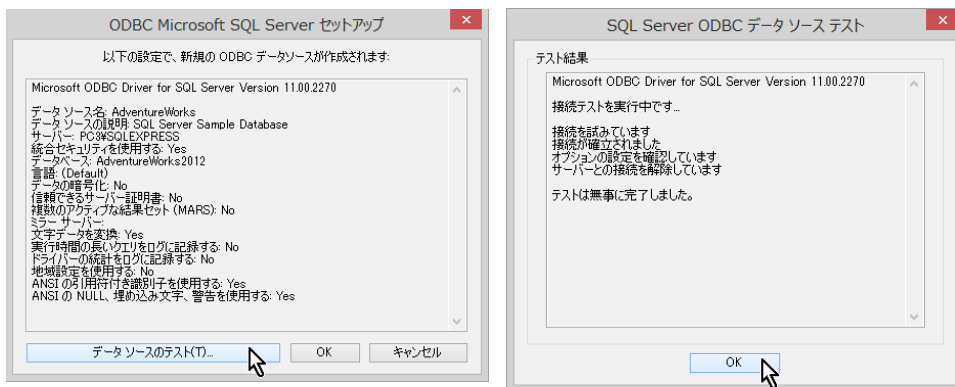 ODBC Microsoft SQL Server セットアップ
以下の設定で、新規の ODBC データソースが作成されます:
Microsoft ODBC Driver for SQL Server Version 11.00.2270
データ ソース名: AdventureWorks
データ ソースの説明: SQL Server Sample Database
サーバー: PC3¥SQLEXPRESS
統合セキュリティを使用する: Yes
データベース: AdventureWorks2012
言語: (Default)
データの暗号化: No
信頼できるサーバー証明書: No
複数のアクティブな結果セット (MARS): No
ミラー サーバー:
文字データを変換: Yes
実行時間の長いクエリをログに記録する: No
ドライバーの統計をログに記録する: No
地域設定を使用する: No
ANSI の引用符付き識別子を使用する: Yes
ANSI の NULL、埋め込み文字、警告を使用する: Yes
データ ソースのテスト(T)...
OK
キャンセル
SQL Server ODBC データ ソース テスト
テスト結果
Microsoft ODBC Driver for SQL Server Version 11.00.2270
接続テストを実行中です...
接続を試みています
接続が確立されました
オプションの設定を確認しています
サーバーとの接続を解除しています
テストは無事に完了しました。
OK